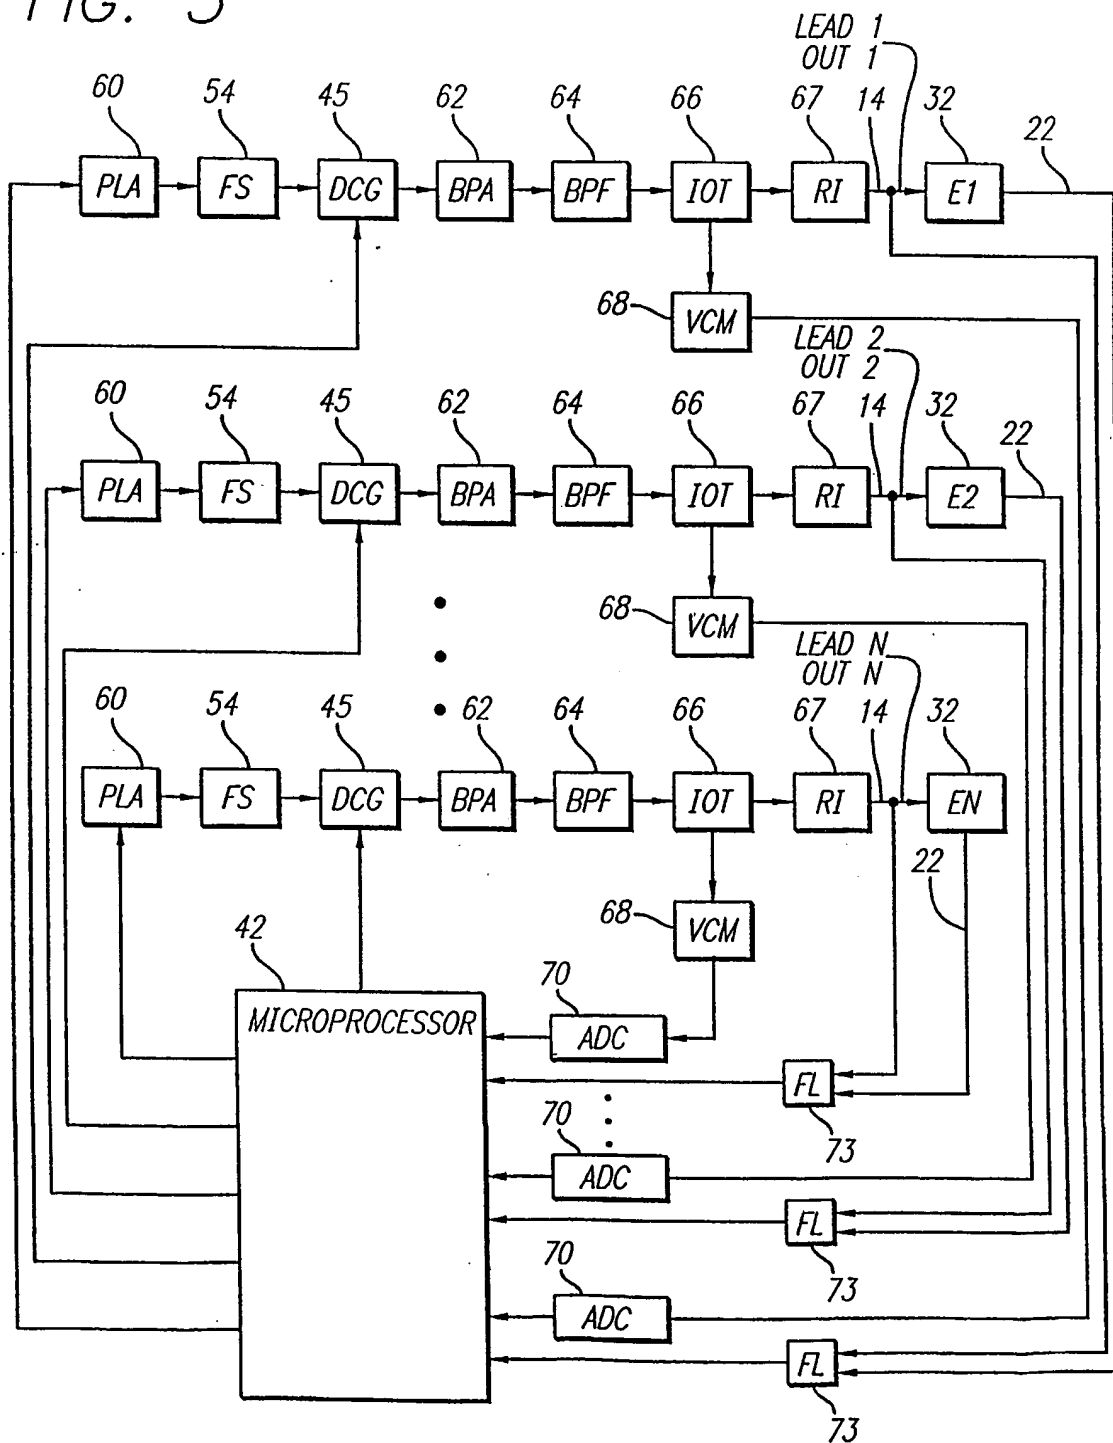 FIG. 5
LEAD 1
OUT 1
60 54 45 62 64 66 67 14 32 22
PLA FS DCG BPA BPF IOT RI E1
68 VCM
LEAD 2
OUT 2
60 54 45 62 64 66 67 14 32 22
PLA FS DCG BPA BPF IOT RI E2
68 VCM
LEAD N
OUT N
60 54 45 62 64 66 67 14 32
PLA FS DCG BPA BPF IOT RI EN
22
68 VCM
42
MICROPROCESSOR
70
ADC
FL
73
70
ADC
FL
73
70
ADC
FL
73